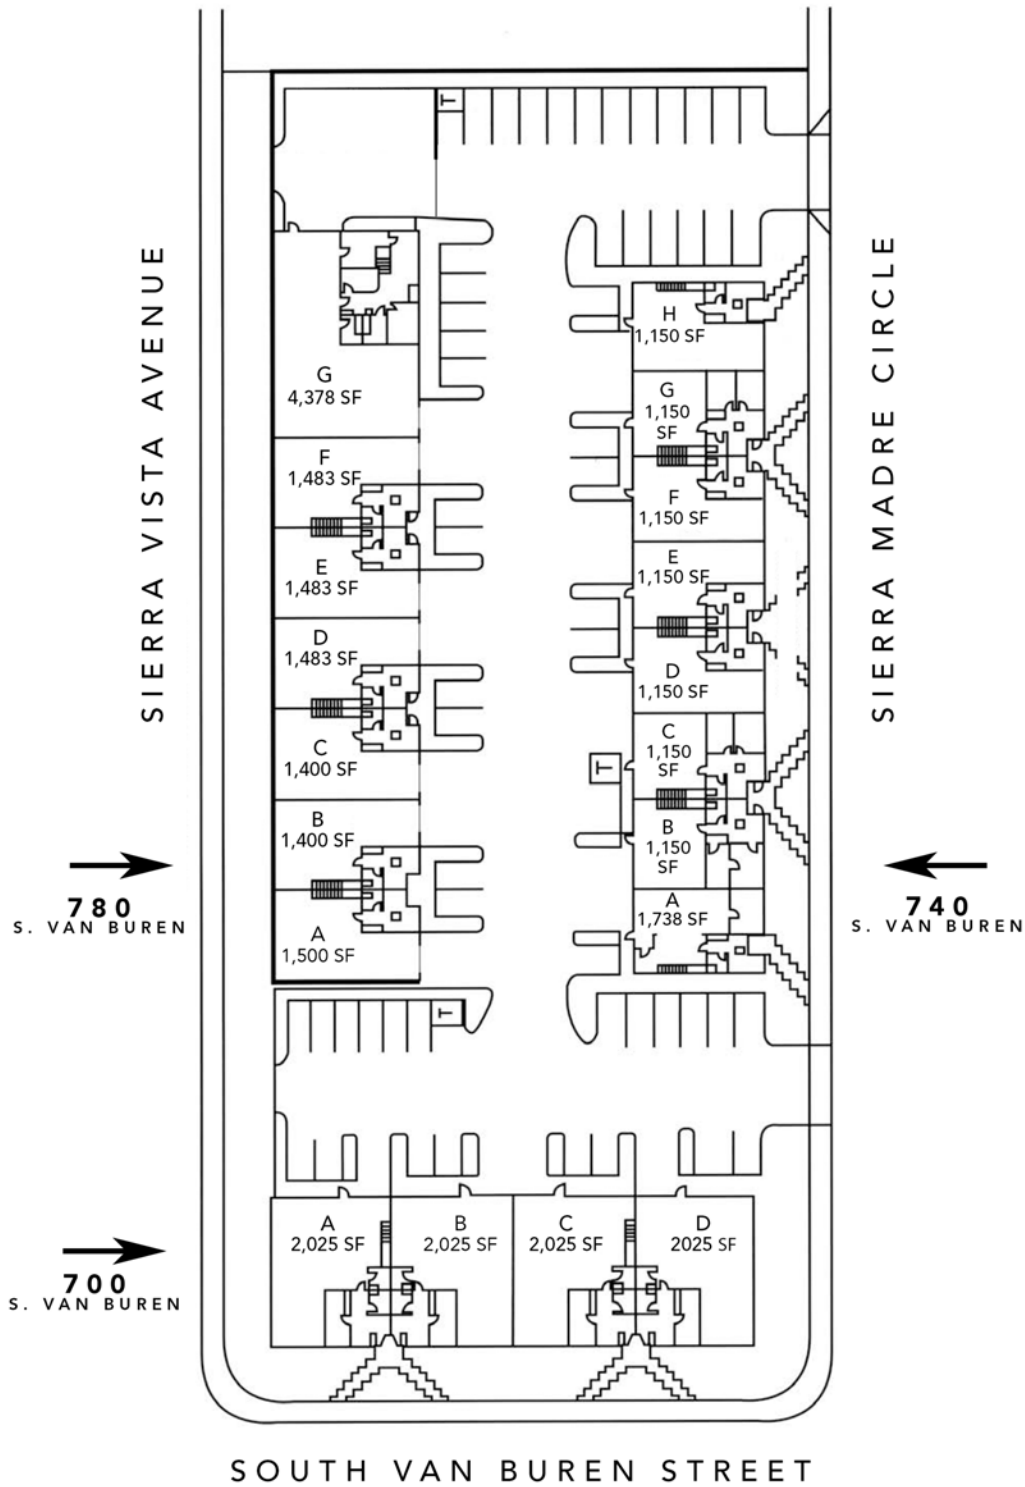 T
SIERRA VISTA AVENUE
SIERRA MADRE CIRCLE
G
4,378 SF
F
1,483 SF
E
1,483 SF
D
1,483 SF
C
1,400 SF
B
1,400 SF
A
1,500 SF
T
H
1,150 SF
G
1,150
SF
F
1,150 SF
E
1,150 SF
D
1,150 SF
C
1,150
SF
T
B
1,150
SF
A
1,738 SF
780
S. VAN BUREN
740
S. VAN BUREN
A
2,025 SF
B
2,025 SF
C
2,025 SF
D
2025 SF
700
S. VAN BUREN
SOUTH VAN BUREN STREET